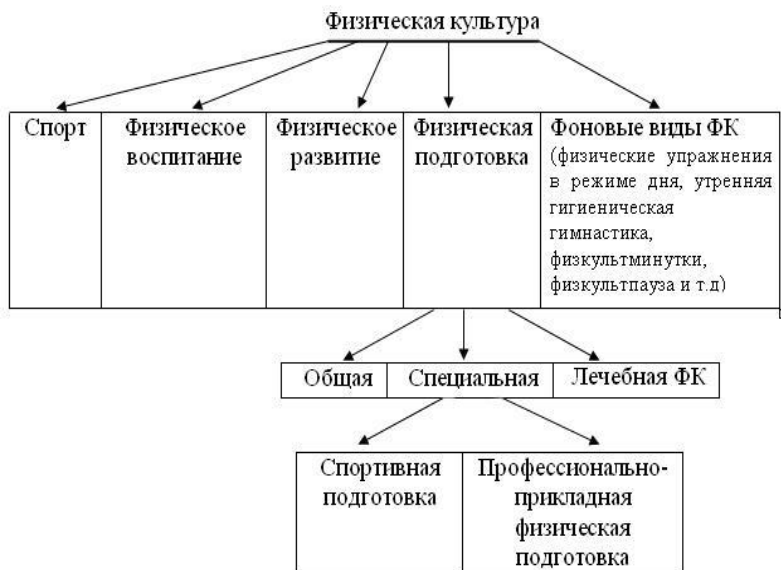 Физическая культура
Спорт
Физическое
воспитание
Физическое
развитие
Физическая
подготовка
Фоновые виды ФК
(физические упражнения
в режиме дня, утренняя
гигиеническая
гимнастика,
физкультминутки,
физкультпауза и т.д)
Общая
Специальная
Лечебная ФК
Спортивная
подготовка
Профессионально-
прикладная
физическая
подготовка